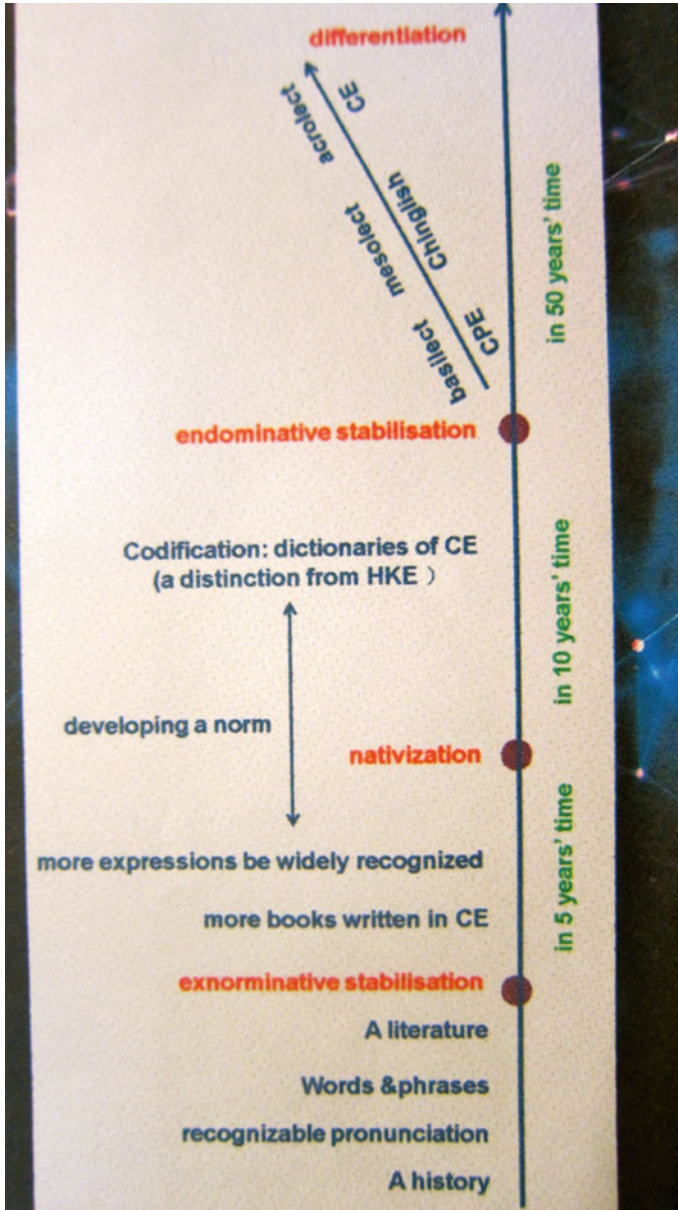 differentiation
acrolect
CE
mesolect
Chinglish
basilect
CPE
in 50 years' time
endominative stabilisation
Codification: dictionaries of CE
(a distinction from HKE )
in 10 years' time
developing a norm
nativization
more expressions be widely recognized
in 5 years' time
more books written in CE
exnorminative stabilisation
A literature
Words &phrases
recognizable pronunciation
A history